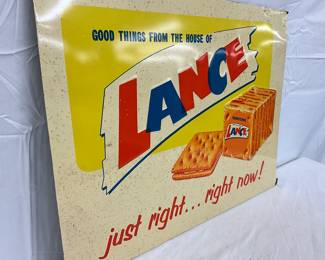 GOOD THINGS FROM THE HOUSE OF
LANCE
LANCE
just right... right now!